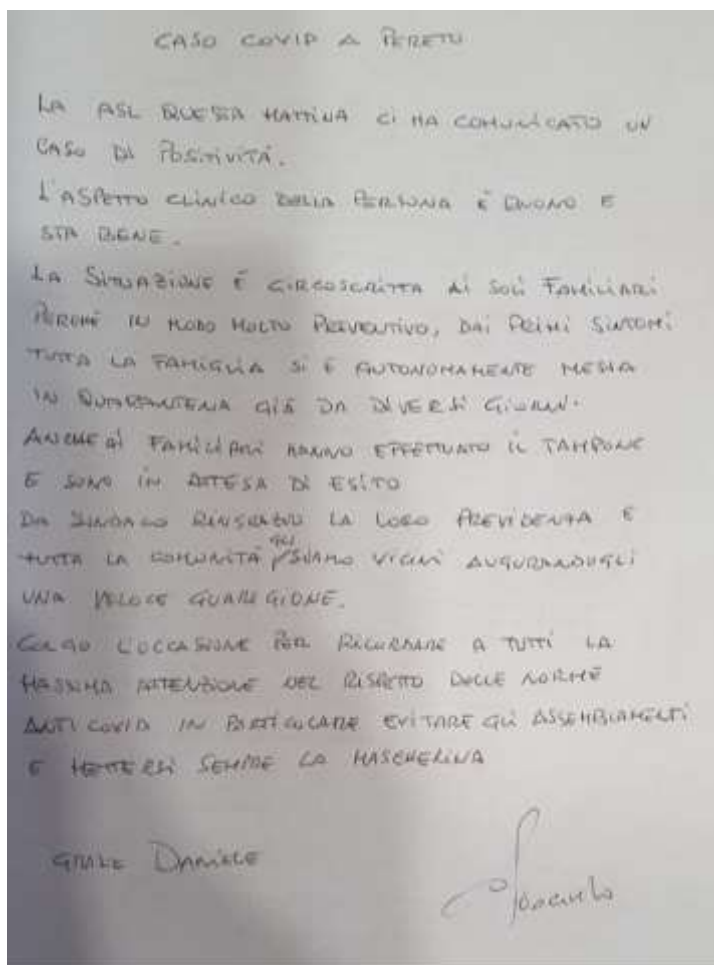 CASO COVID A PERETO
LA ASL QUESTA MATTINA CI HA COMUNICATO UN
CASO DI POSITIVITÀ.
L'ASPETTO CLINICO DELLA PERSONA È BUONO E
STA BENE.
LA SITUAZIONE È CIRCOSCRITTA AI SOLI FAMILIARI
PERCHÉ IN MODO MOLTO PREVENTIVO, DAI PRIMI SINTOMI
TUTTA LA FAMIGLIA SI È AUTONOMAMENTE MESSA
IN QUARANTENA GIÀ DA DIVERSI GIORNI.
ANCHE AI FAMILIARI HANNO EFFETTUATO IL TAMPONE
E SONO IN ATTESA DI ESITO
DA SINDACO RINGRAZIO LA LORO PREVIDENZA E
TUTTA LA COMUNITÀ GLI SIAMO VICINI AUGURANDOGLI
UNA VELOCE GUARIGIONE.
COLGO L'OCCASIONE PER RICORDARE A TUTTI LA
MASSIMA ATTENZIONE NEL RISPETTO DELLE NORME
ANTI COVID IN PARTICOLARE EVITARE GLI ASSEMBLAMENTI
E METTERSI SEMPRE LA MASCHERINA
DANIELE